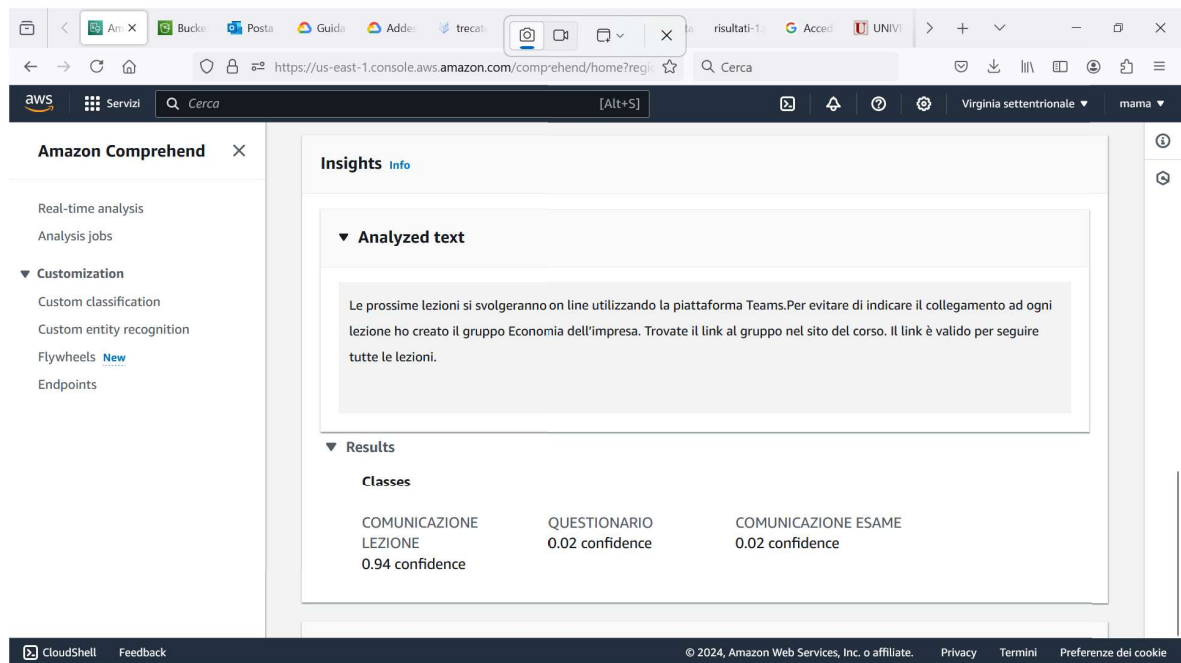 Am
Bucke
Posta
Guida
Addes
trecat
risultati-1
Acced
UNIVE
https://us-east-1.console.aws.amazon.com/comprehend/home?regio
Cerca
aws
Servizi
Cerca
[Alt+S]
Virginia settentrionale
mama
Amazon Comprehend
Real-time analysis
Analysis jobs
Customization
Custom classification
Custom entity recognition
Flywheels New
Endpoints
Insights Info
Analyzed text
Le prossime lezioni si svolgeranno on line utilizzando la piattaforma Teams.Per evitare di indicare il collegamento ad ogni
lezione ho creato il gruppo Economia dell'impresa. Trovate il link al gruppo nel sito del corso. Il link è valido per seguire
tutte le lezioni.
Results
Classes
COMUNICAZIONE
LEZIONE
0.94 confidence
QUESTIONARIO
0.02 confidence
COMUNICAZIONE ESAME
0.02 confidence
CloudShell
Feedback
© 2024, Amazon Web Services, Inc. o affiliate.
Privacy
Termini
Preferenze dei cookie